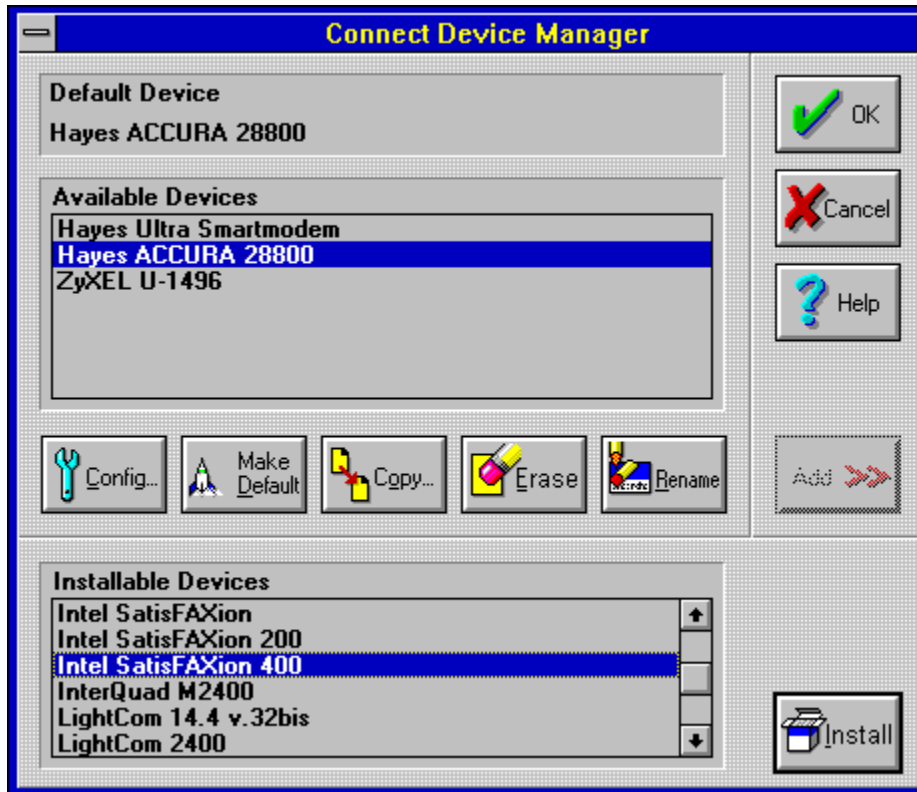 Connect Device Manager
Default Device
Hayes ACCURA 28800
OK
Available Devices
Hayes Ultra Smartmodem
Hayes ACCURA 28800
ZyXEL U-1496
Cancel
Help
Config...
Make
Default
Copy...
Erase
Rename
Add
Installable Devices
Intel SatisFAXion
Intel SatisFAXion 200
Intel SatisFAXion 400
InterQuad M2400
LightCom 14.4 v.32bis
LightCom 2400
Install